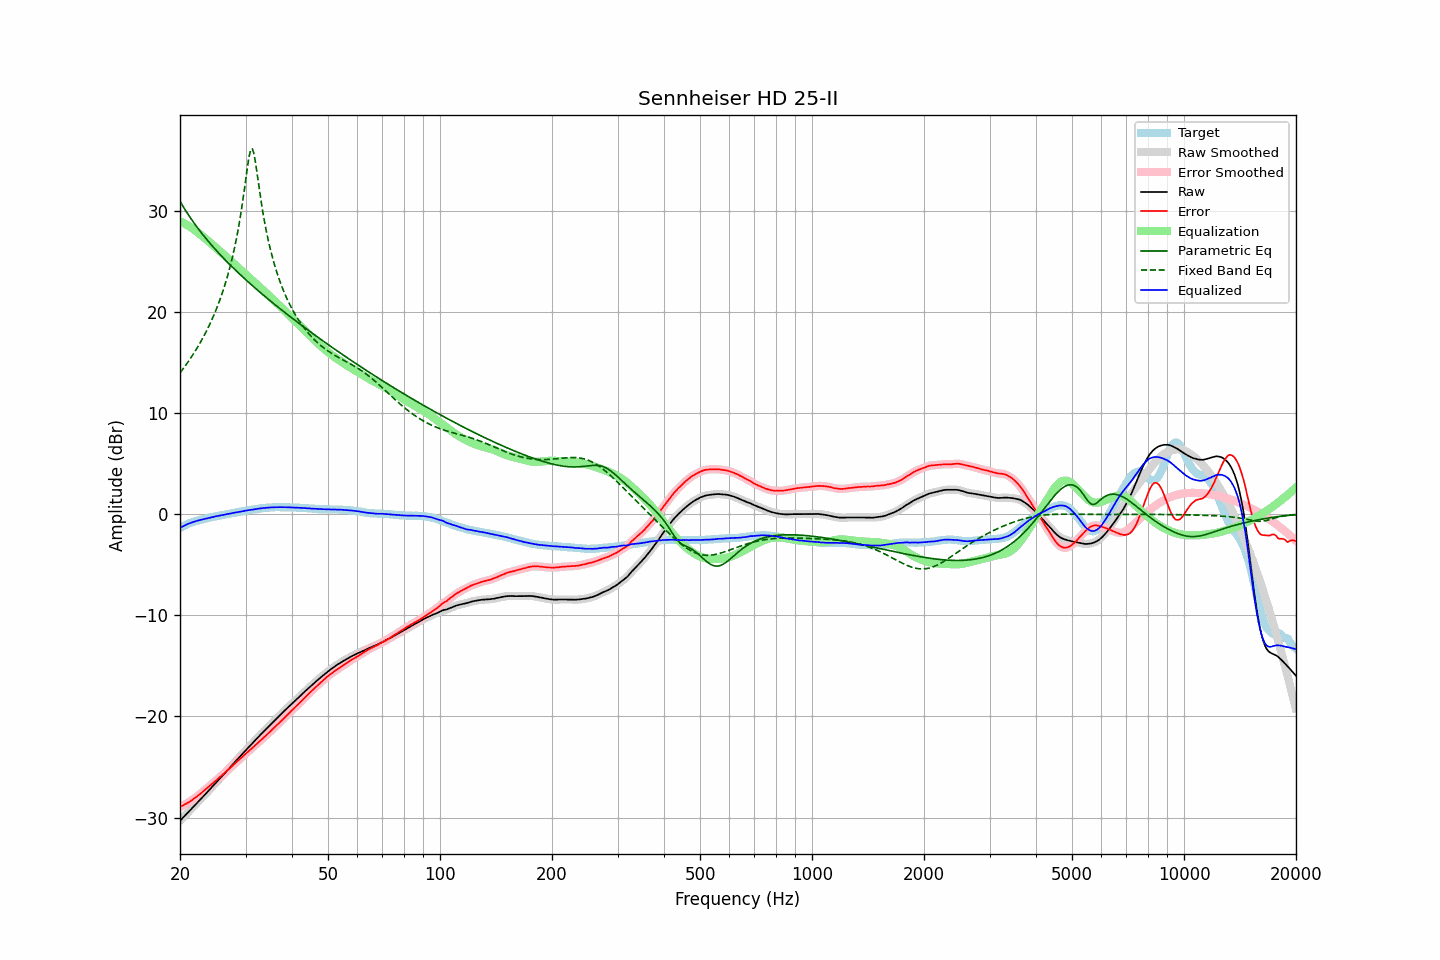 Sennheiser HD 25-II
Target
Raw Smoothed
Error Smoothed
Raw
Error
Equalization
Parametric Eq
Fixed Band Eq
Equalized
Amplitude (dBr)
30
20
10
0
−10
−20
−30
20 50 100 200 500 1000 2000 5000 10000 20000
Frequency (Hz)